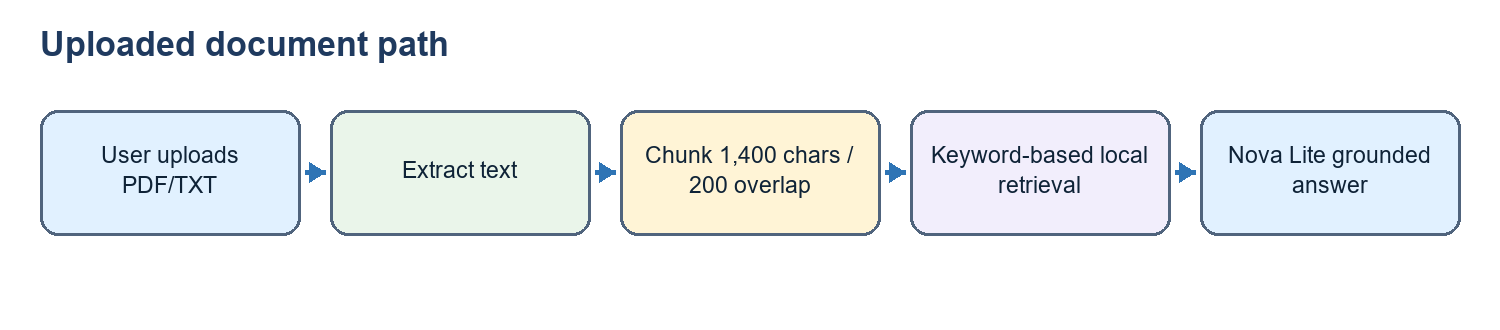 Uploaded document path
User uploads
PDF/TXT
Extract text
Chunk 1,400 chars /
200 overlap
Keyword-based local
retrieval
Nova Lite grounded
answer